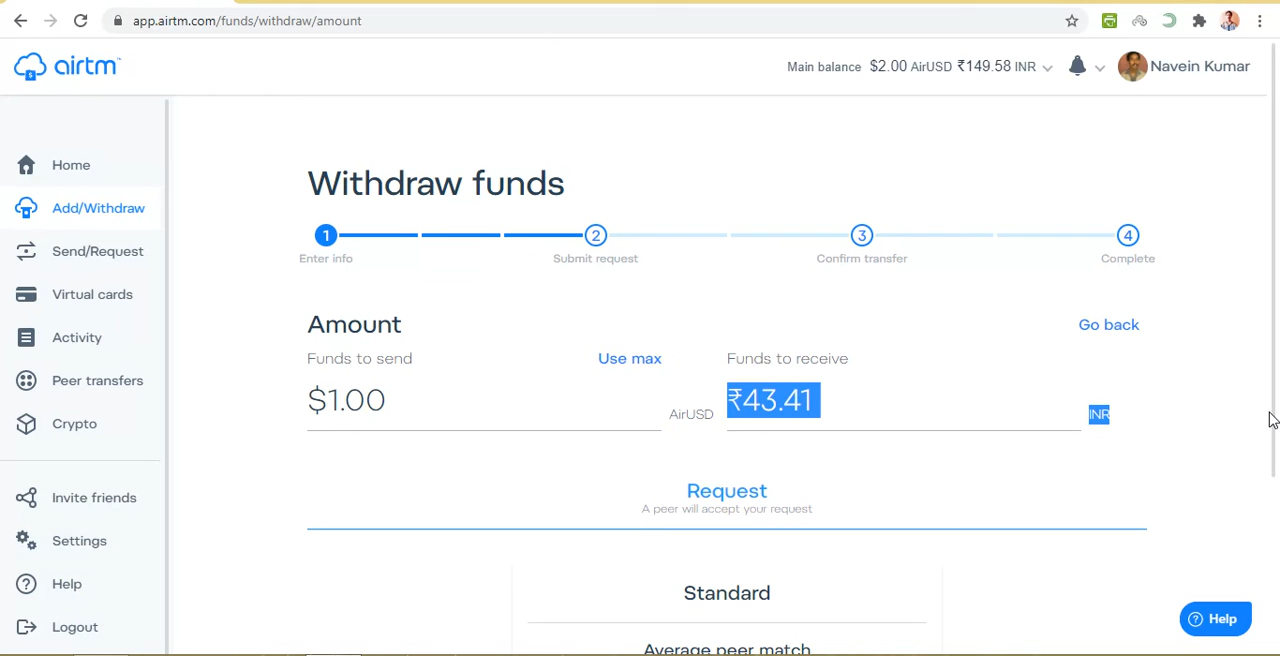 app.airtm.com/funds/withdraw/amount
airtm™
Main balance $2.00 AirUSD ₹149.58 INR
Navein Kumar
Home
Add/Withdraw
Send/Request
Virtual cards
Activity
Peer transfers
Crypto
Invite friends
Settings
Help
Logout
Withdraw funds
1 2 3 4
Enter info Submit request Confirm transfer Complete
Amount Go back
Funds to send Use max Funds to receive
$1.00 AirUSD ₹43.41 INR
Request
A peer will accept your request
Standard
Average peer match
Help